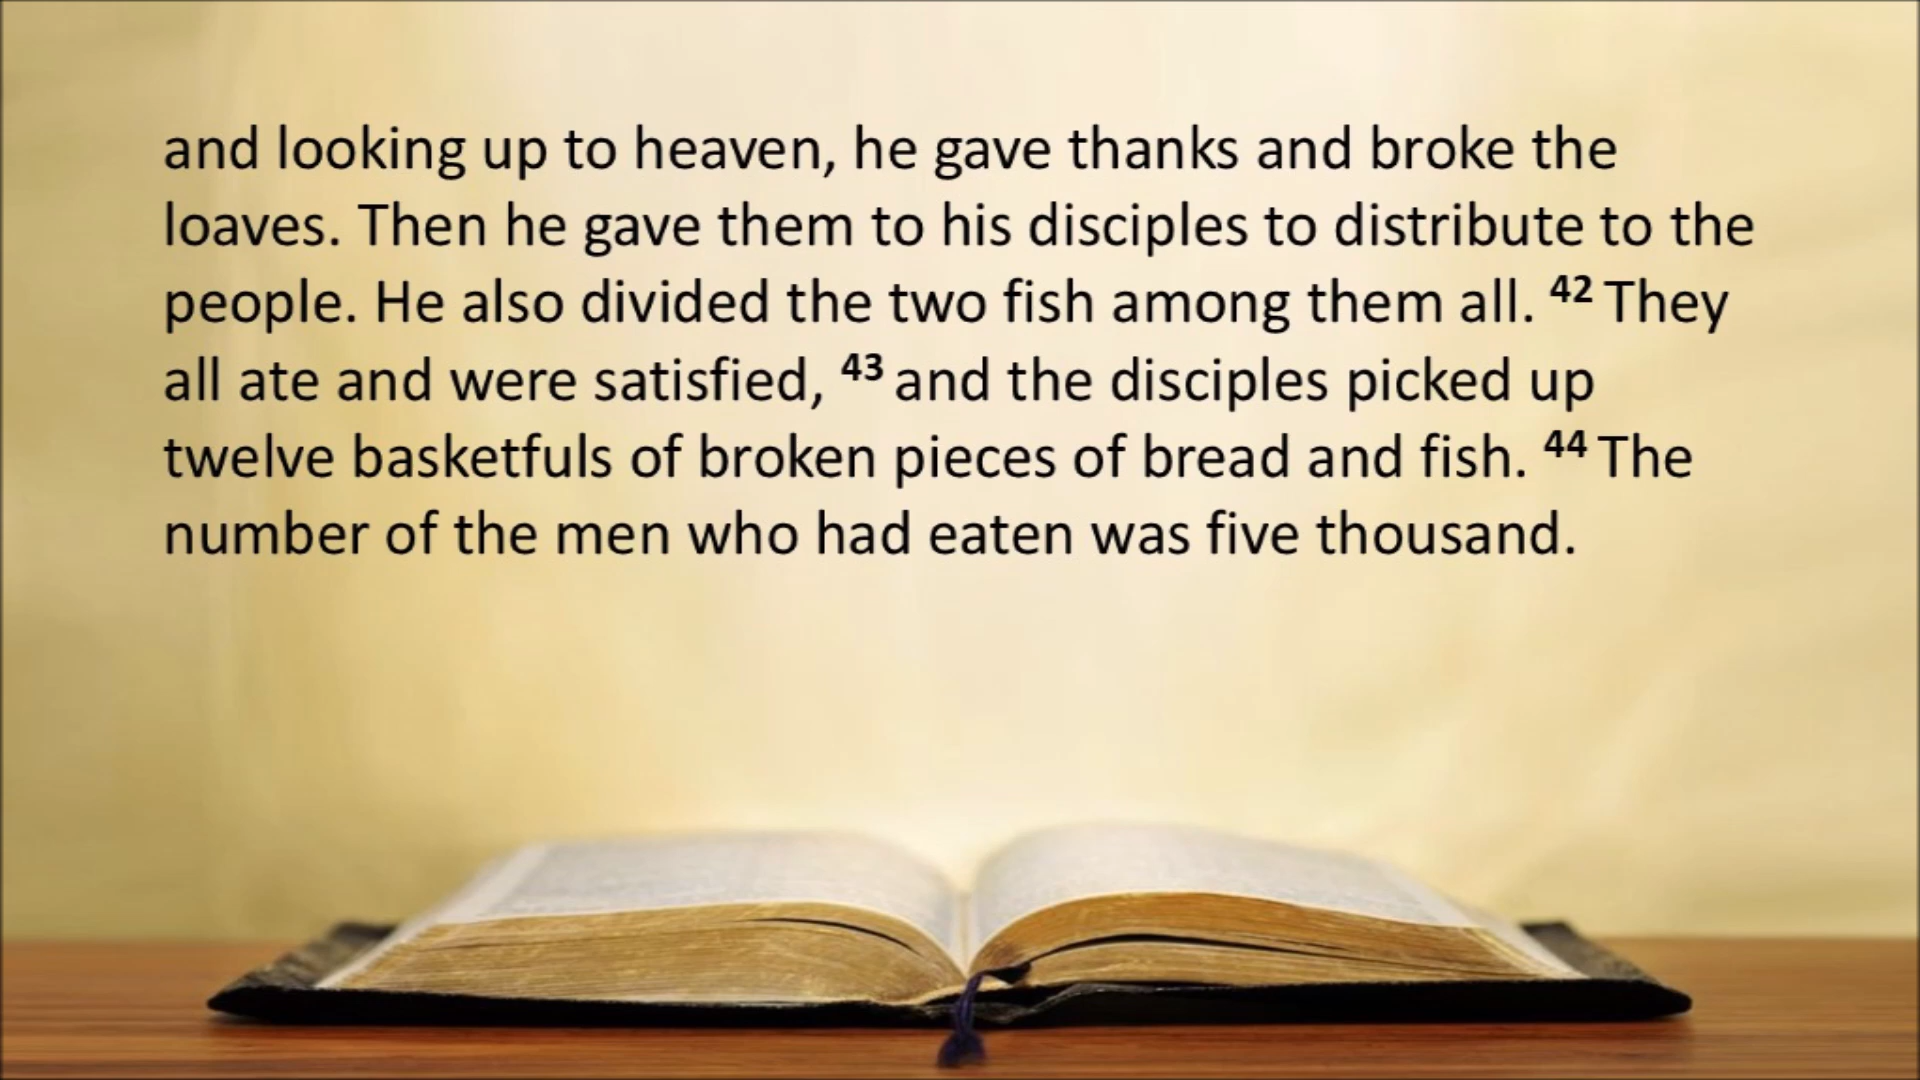 and looking up to heaven, he gave thanks and broke the
loaves. Then he gave them to his disciples to distribute to the
people. He also divided the two fish among them all. 42 They
all ate and were satisfied, 43 and the disciples picked up
twelve basketfuls of broken pieces of bread and fish. 44 The
number of the men who had eaten was five thousand.